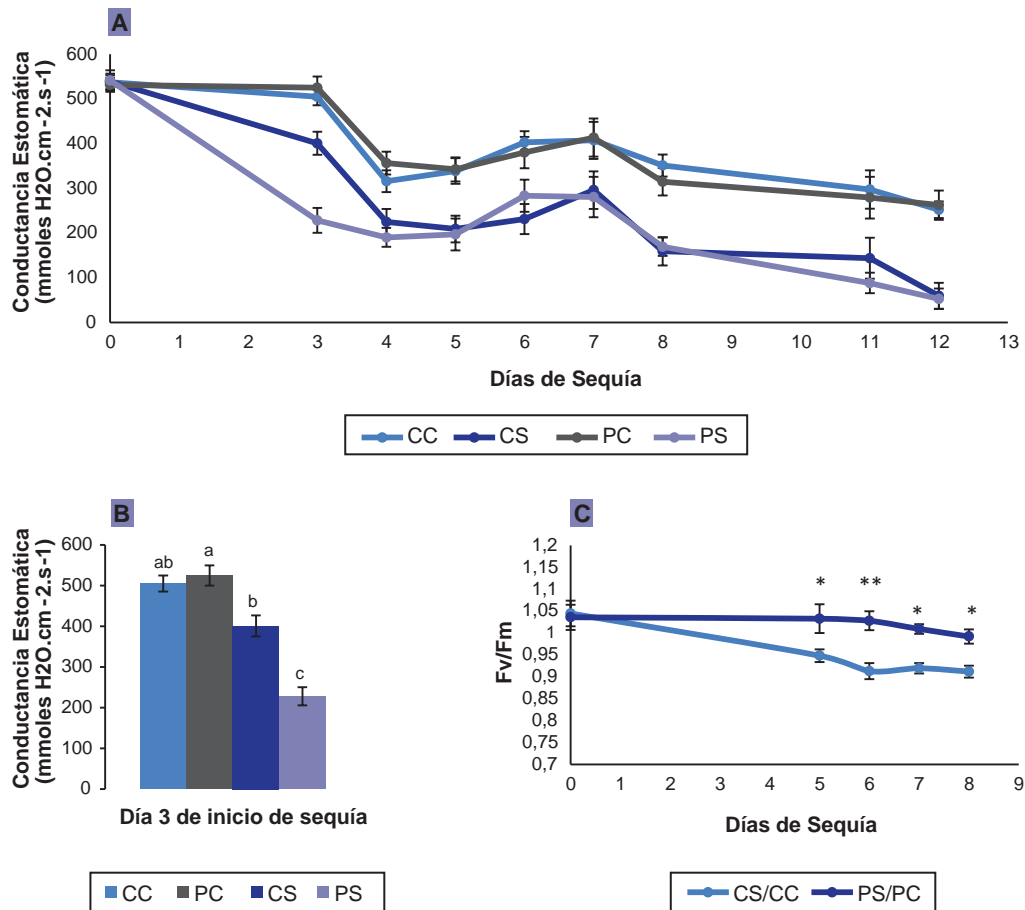 A
Conductancia Estomática
(mmoles H2O.cm-2.s-1)
600
500
400
300
200
100
0
0 1 2 3 4 5 6 7 8 9 10 11 12 13
Días de Sequía
CC CS PC PS
B
Conductancia Estomática
(mmoles H2O.cm-2.s-1)
600
500
400
300
200
100
0
ab a b c
Día 3 de inicio de sequía
CC PC CS PS
C
Fv/Fm
1,2
1,15
1,1
1,05
1
0,95
0,9
0,85
0,8
0,75
0,7
* ** * *
0 1 2 3 4 5 6 7 8 9
Días de Sequía
CS/CC PS/PC